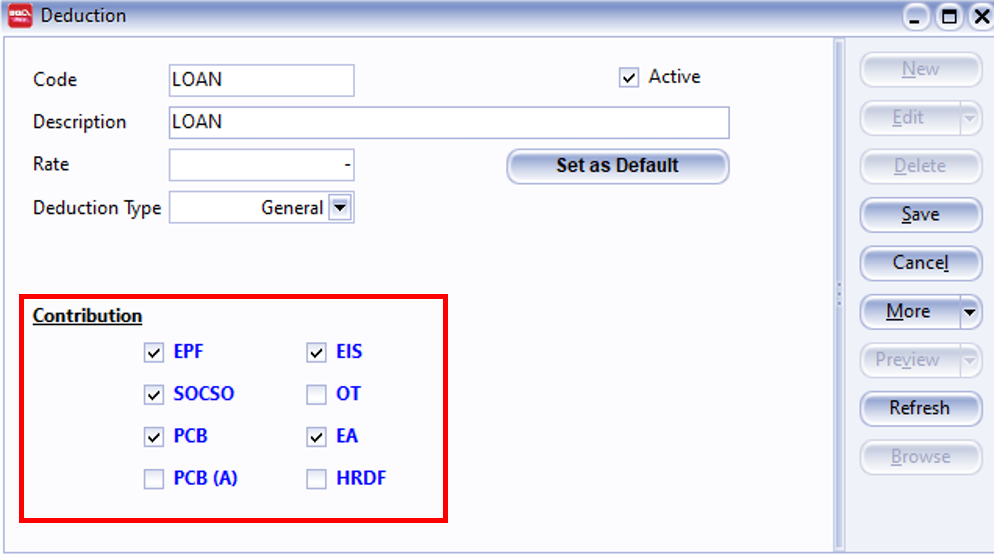 Deduction
Code LOAN Active
Description LOAN
Rate - Set as Default
Deduction Type General
Contribution
EPF EIS
SOCSO OT
PCB EA
PCB (A) HRDF
New
Edit
Delete
Save
Cancel
More
Preview
Refresh
Browse